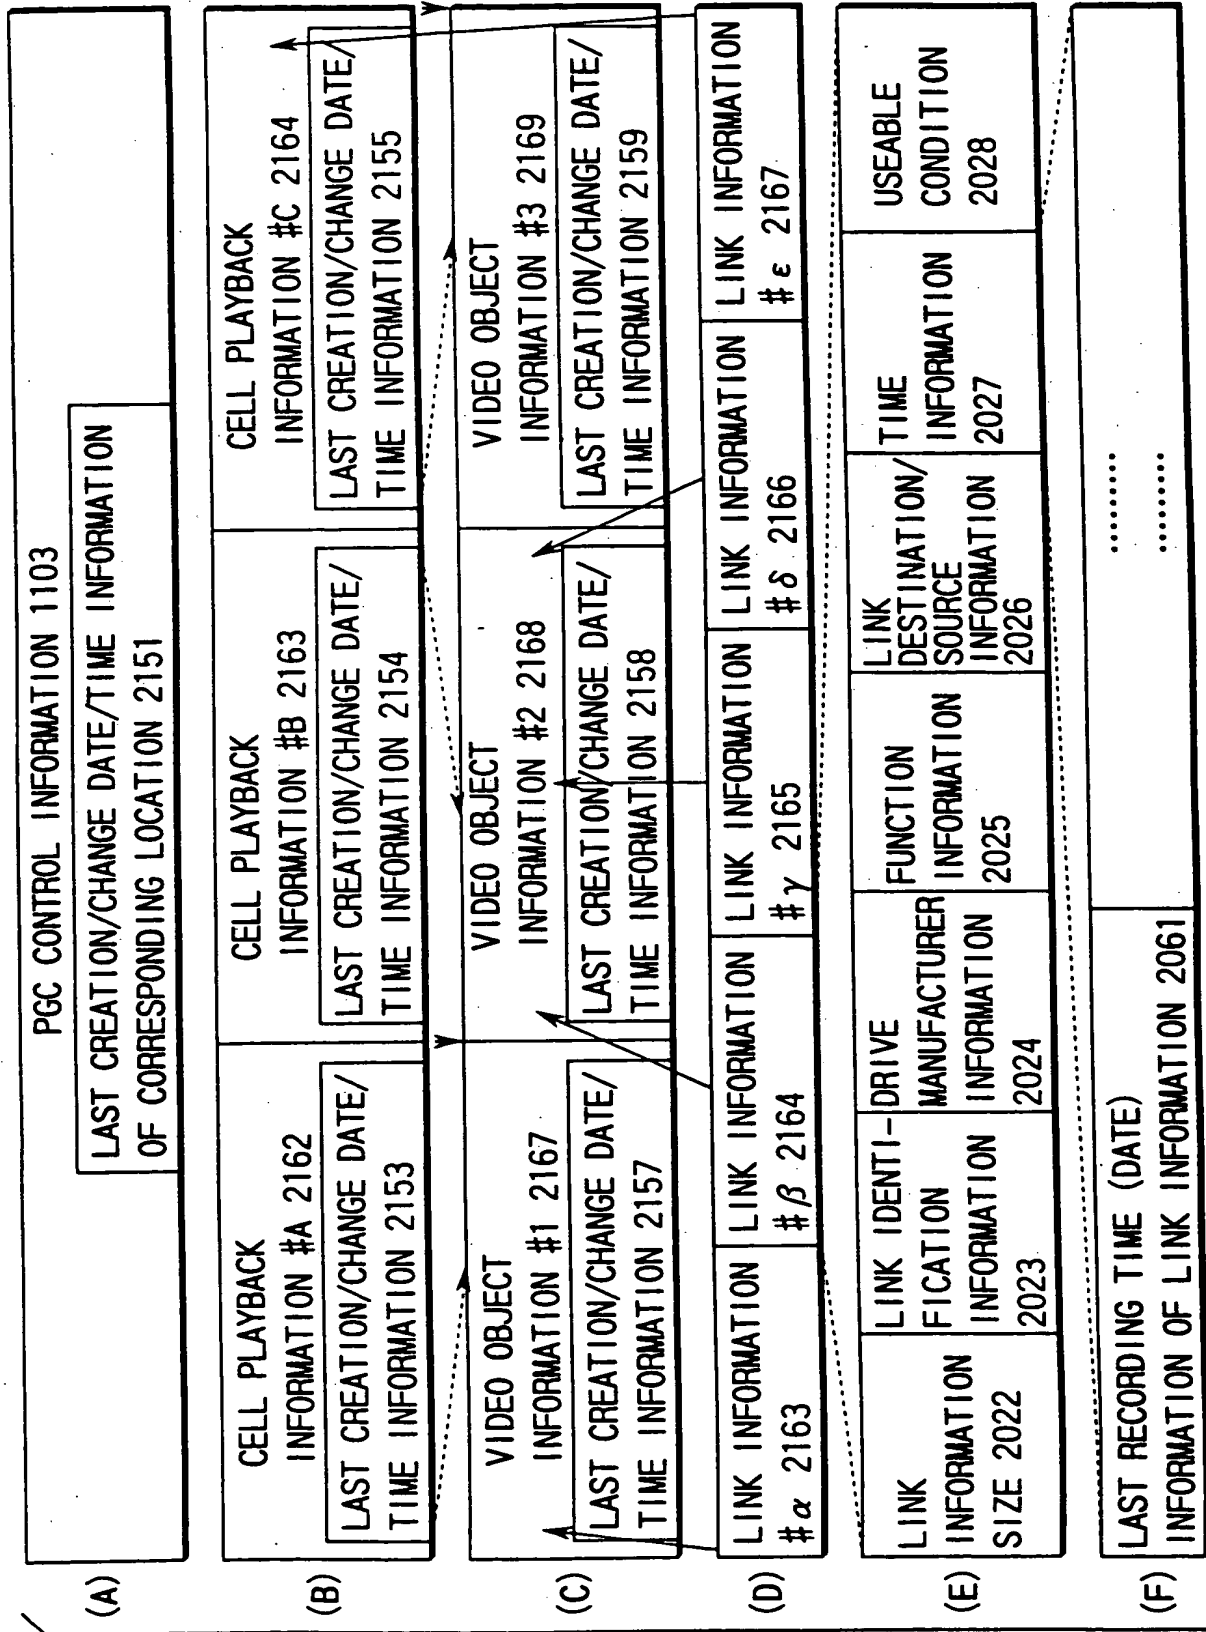 (A)
PGC CONTROL INFORMATION 1103
LAST CREATION/CHANGE DATE/TIME INFORMATION
OF CORRESPONDING LOCATION 2151
(B)
CELL PLAYBACK
INFORMATION #A 2162
LAST CREATION/CHANGE DATE/
TIME INFORMATION 2153
CELL PLAYBACK
INFORMATION #B 2163
LAST CREATION/CHANGE DATE/
TIME INFORMATION 2154
CELL PLAYBACK
INFORMATION #C 2164
LAST CREATION/CHANGE DATE/
TIME INFORMATION 2155
(C)
VIDEO OBJECT
INFORMATION #1 2167
LAST CREATION/CHANGE DATE/
TIME INFORMATION 2157
VIDEO OBJECT
INFORMATION #2 2168
LAST CREATION/CHANGE DATE/
TIME INFORMATION 2158
VIDEO OBJECT
INFORMATION #3 2169
LAST CREATION/CHANGE DATE/
TIME INFORMATION 2159
(D)
LINK INFORMATION
#α 2163
LINK INFORMATION
#β 2164
LINK INFORMATION
#γ 2165
LINK INFORMATION
#δ 2166
LINK INFORMATION
#ε 2167
(E)
LINK
INFORMATION
SIZE 2022
LINK IDENTI-
FICATION
INFORMATION
2023
DRIVE
MANUFACTURER
INFORMATION
2024
FUNCTION
INFORMATION
2025
LINK
DESTINATION/
SOURCE
INFORMATION
2026
TIME
INFORMATION
2027
USEABLE
CONDITION
2028
(F)
LAST RECORDING TIME (DATE)
INFORMATION OF LINK INFORMATION 2061
.........
.........